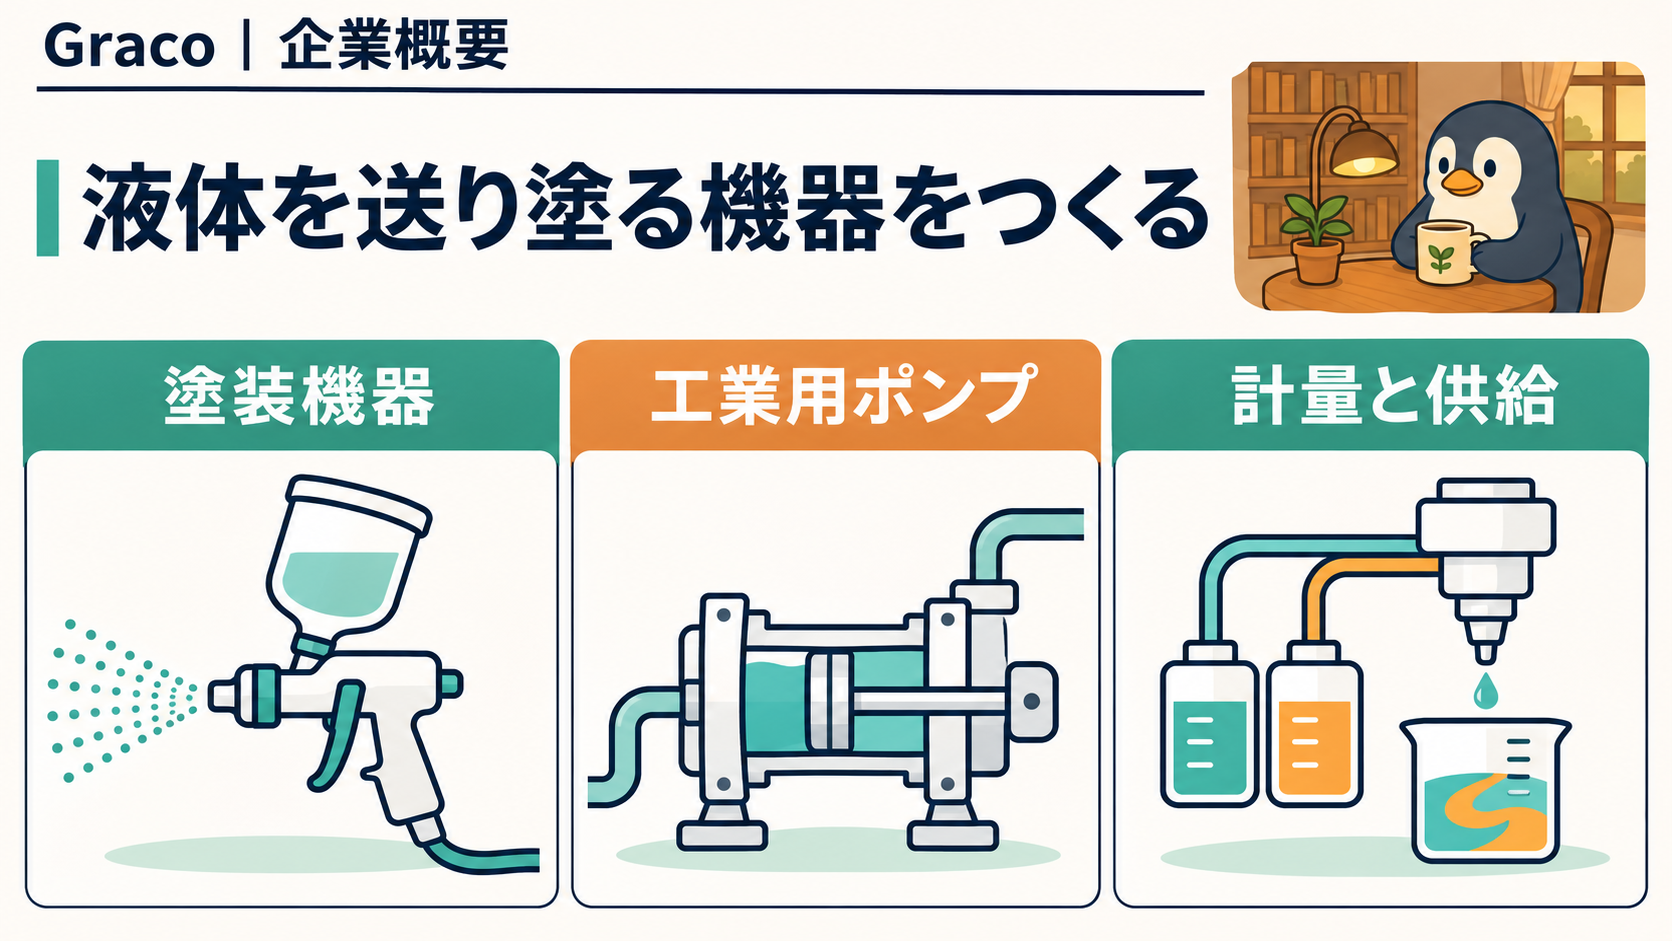 Graco｜企業概要
液体を送り塗る機器をつくる
塗装機器
工業用ポンプ
計量と供給